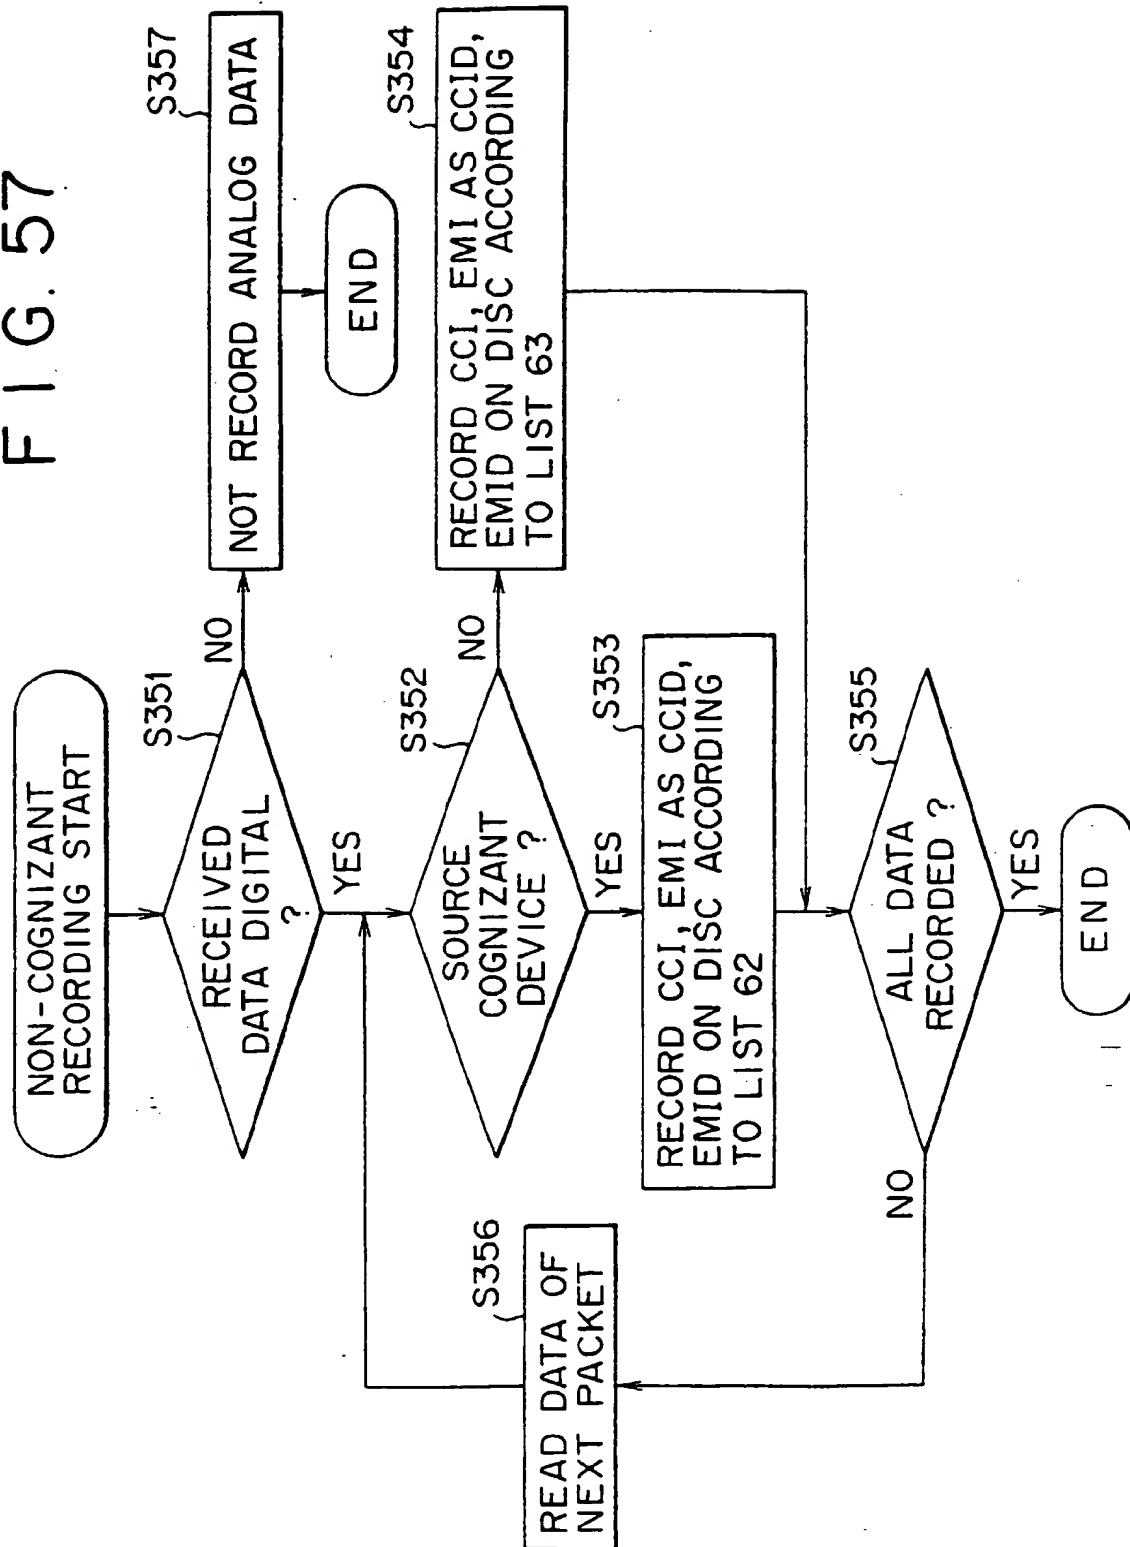 FIG. 57
NON-COGNIZANT
RECORDING START
S351
RECEIVED
DATA DIGITAL
?
NO
YES
S357
NOT RECORD ANALOG DATA
END
S352
SOURCE
COGNIZANT
DEVICE ?
NO
YES
S354
RECORD CCI, EMI AS CCID,
EMID ON DISC ACCORDING
TO LIST 63
S353
RECORD CCI, EMI AS CCID,
EMID ON DISC ACCORDING
TO LIST 62
S355
ALL DATA
RECORDED ?
NO
YES
S356
READ DATA OF
NEXT PACKET
END